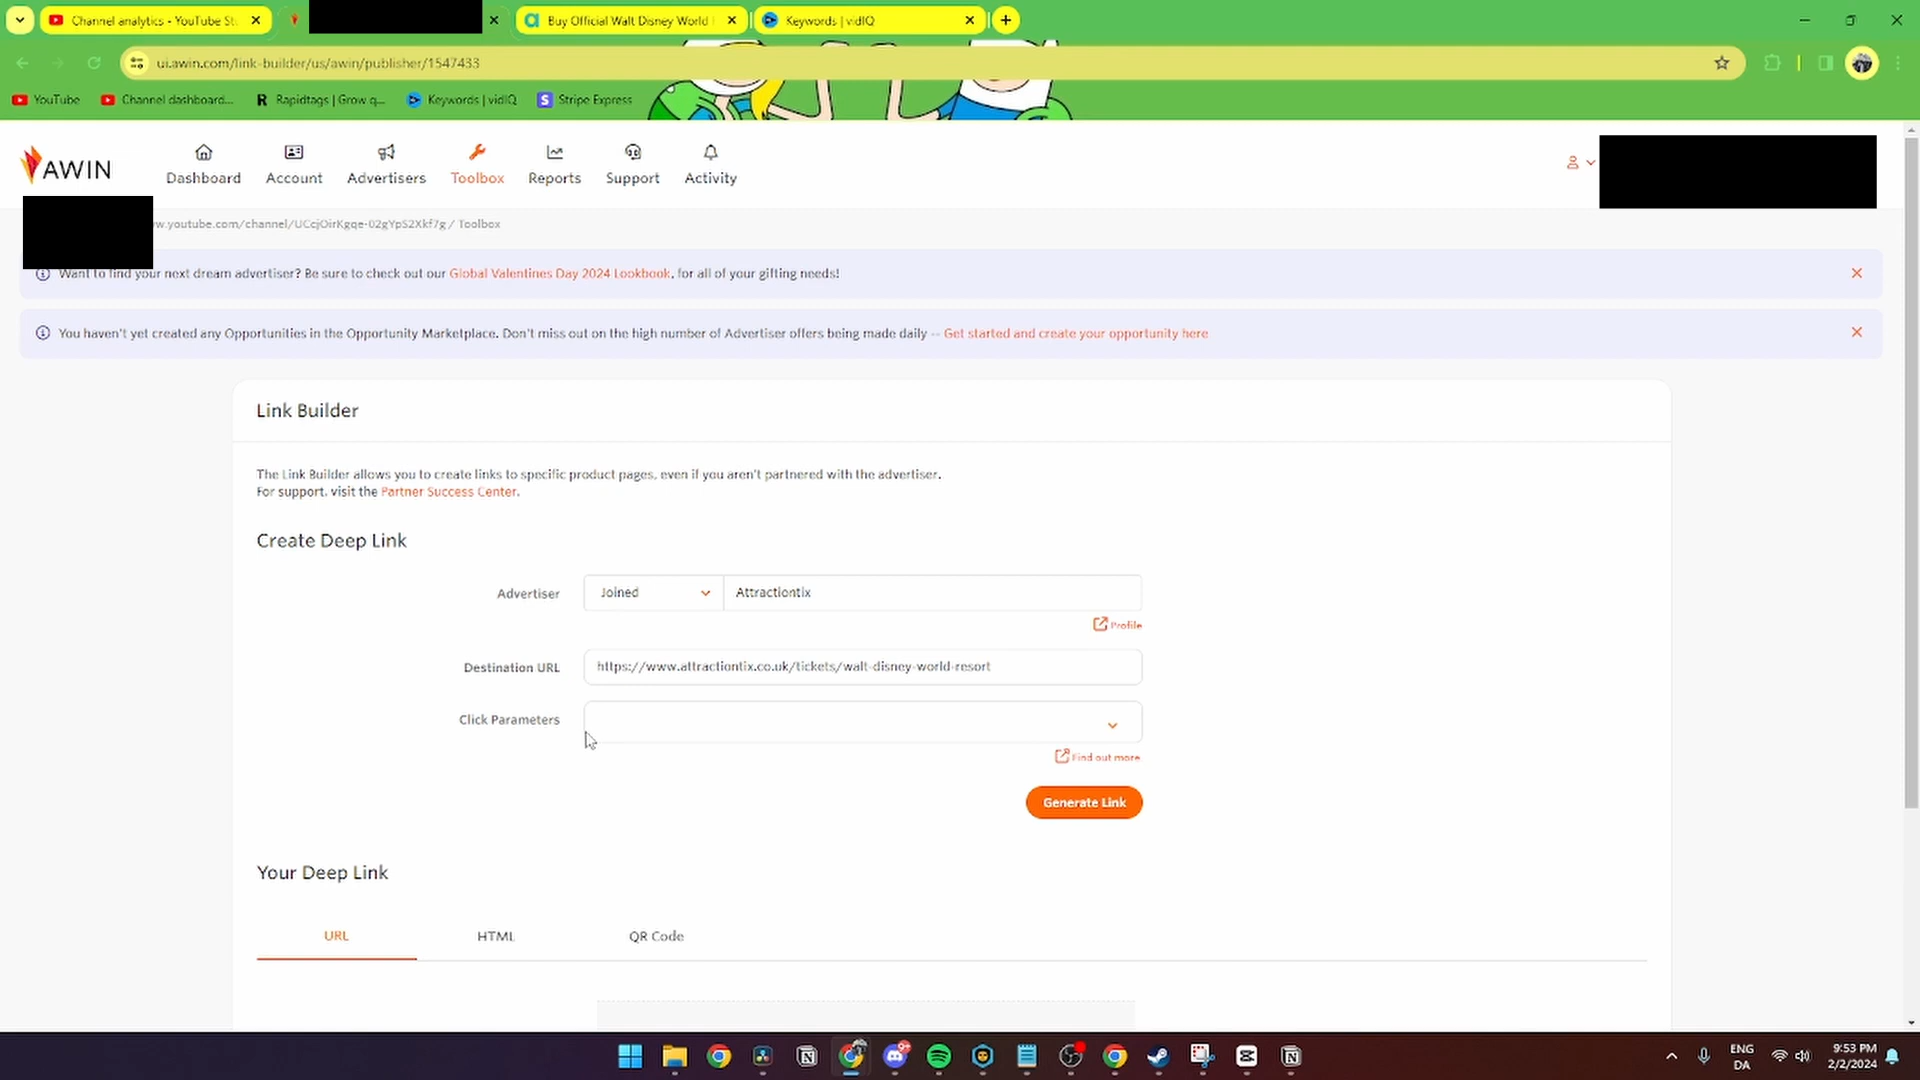 Channel analytics - YouTube St
Buy Official Walt Disney World
Keywords | vidIQ
ui.awin.com/link-builder/us/awin/publisher/1547433
YouTube
Channel dashboard...
Rapidtags | Grow q...
Keywords | vidIQ
Stripe Express
AWIN
Dashboard
Account
Advertisers
Toolbox
Reports
Support
Activity
w.youtube.com/channel/UCcjOirKgqe-02gYpS2Xkf7g / Toolbox
Want to find your next dream advertiser? Be sure to check out our Global Valentines Day 2024 Lookbook, for all of your gifting needs!
You haven't yet created any Opportunities in the Opportunity Marketplace. Don't miss out on the high number of Advertiser offers being made daily -- Get started and create your opportunity here
Link Builder
The Link Builder allows you to create links to specific product pages, even if you aren't partnered with the advertiser.
For support, visit the Partner Success Center.
Create Deep Link
Advertiser
Joined
Attractiontix
Profile
Destination URL
https://www.attractiontix.co.uk/tickets/walt-disney-world-resort
Click Parameters
Find out more
Generate Link
Your Deep Link
URL
HTML
QR Code
ENG
DA
9:53 PM
2/2/2024